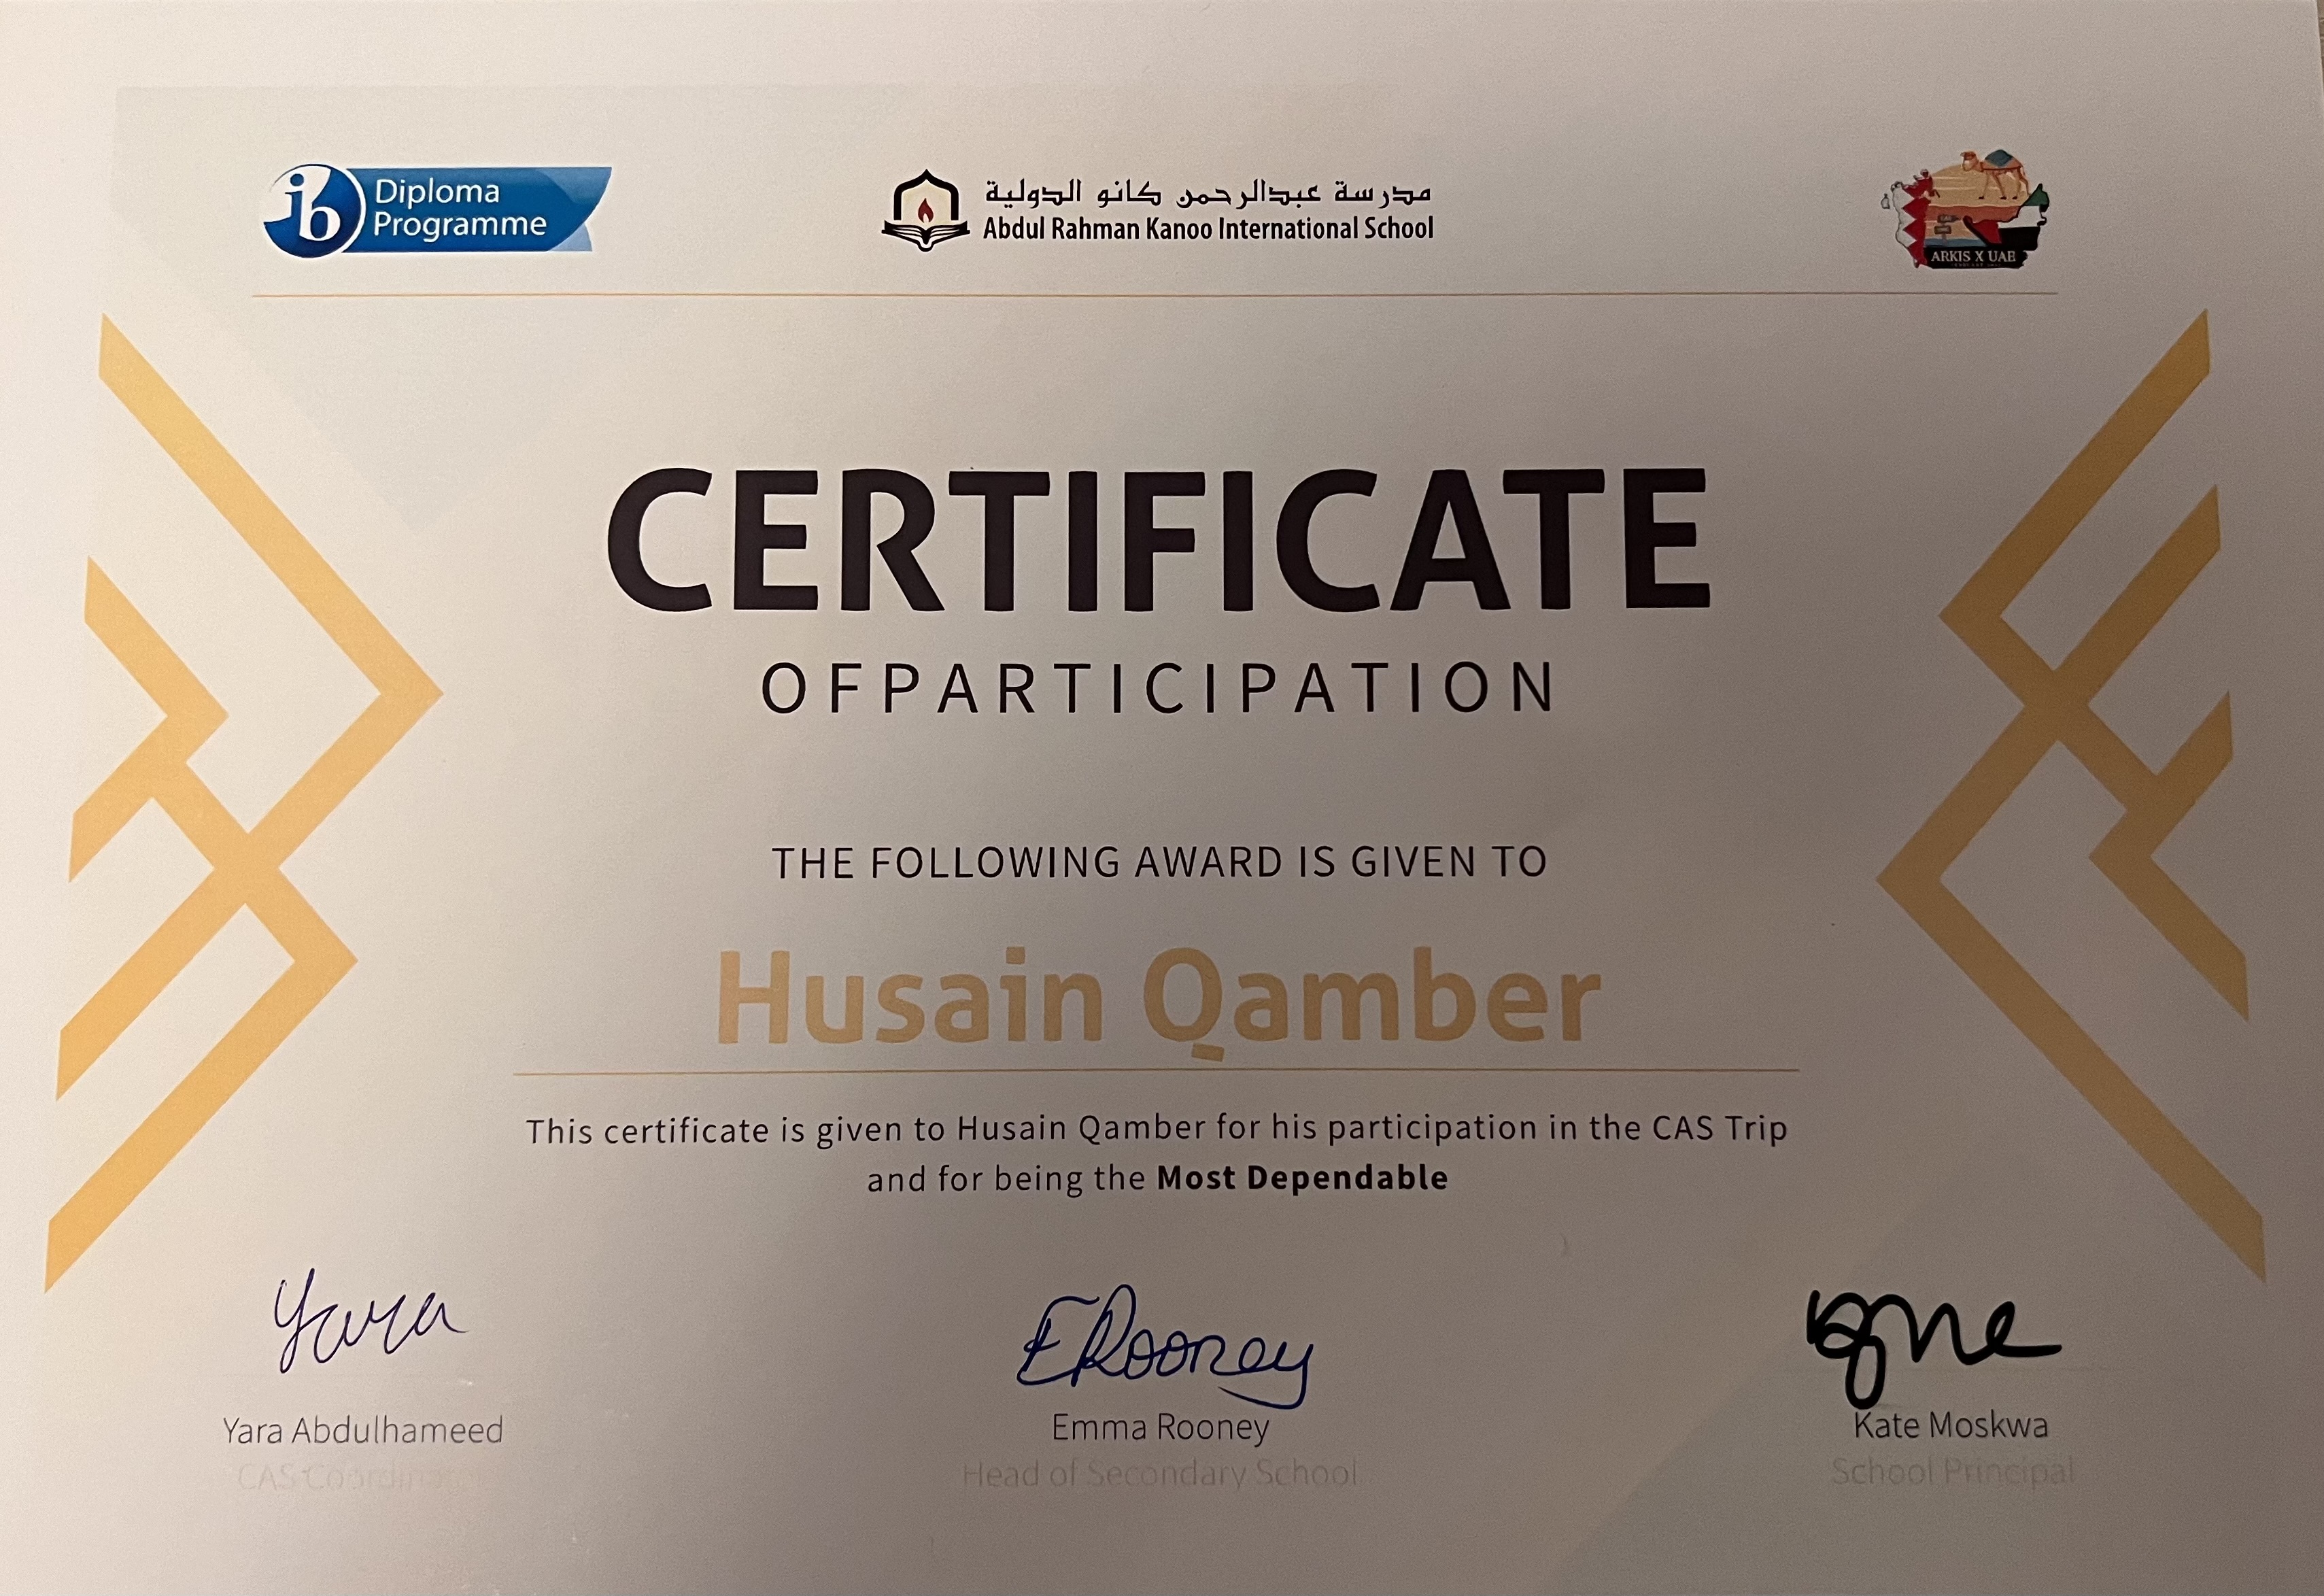 Diploma
Programme
مدرسة عبدالرحمن كانو الدولية
Abdul Rahman Kanoo International School
ARKIS X UAE
CERTIFICATE
OFPARTICIPATION
THE FOLLOWING AWARD IS GIVEN TO
Husain Qamber
This certificate is given to Husain Qamber for his participation in the CAS Trip
and for being the Most Dependable
Yara
ERooney
Yara Abdulhameed
Emma Rooney
Kate Moskwa
CAS
Head of Secondary School
School Principal